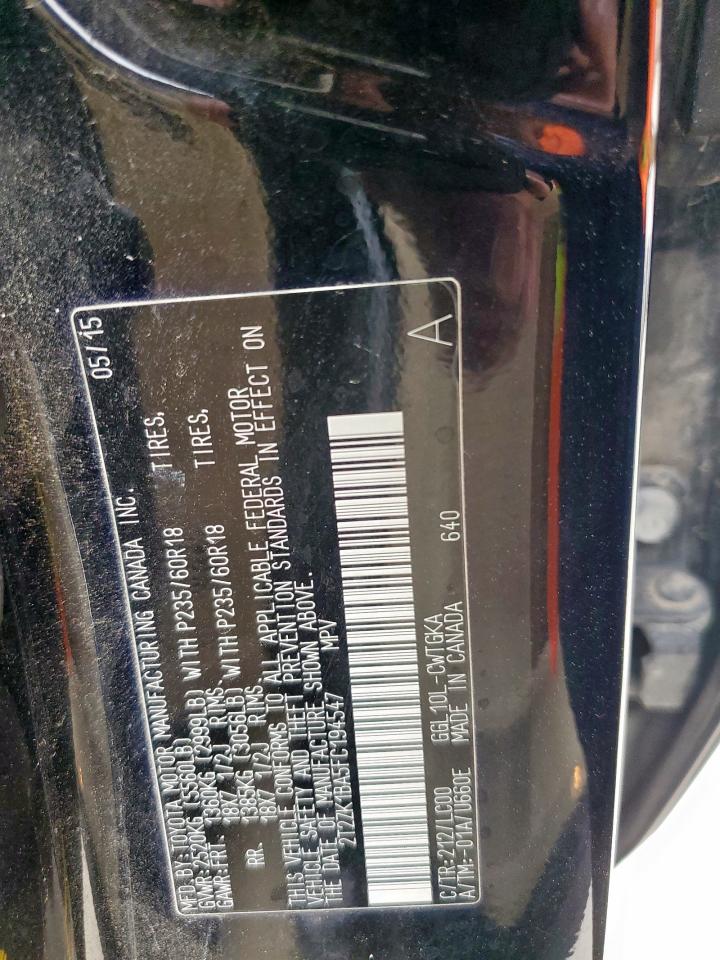 MFD. BY: TOYOTA MOTOR MANUFACTURING CANADA INC. 05/15
GVWR: 2520KG (5560LB)
GAWR: FRT. 1360KG (2999LB) WITH P235/60R18 TIRES,
18X7 1/2J RIMS
RR. 1385KG (3056LB) WITH P235/60R18 TIRES,
18X7 1/2J RIMS
THIS VEHICLE CONFORMS TO ALL APPLICABLE FEDERAL MOTOR
VEHICLE SAFETY AND THEFT PREVENTION STANDARDS IN EFFECT ON
THE DATE OF MANUFACTURE SHOWN ABOVE.
2T2ZK1BA5FC194547 MPV
A
C/TR:212/LC00 GGL10L-CWTGKA
A/TM:-01A/U660E MADE IN CANADA 640